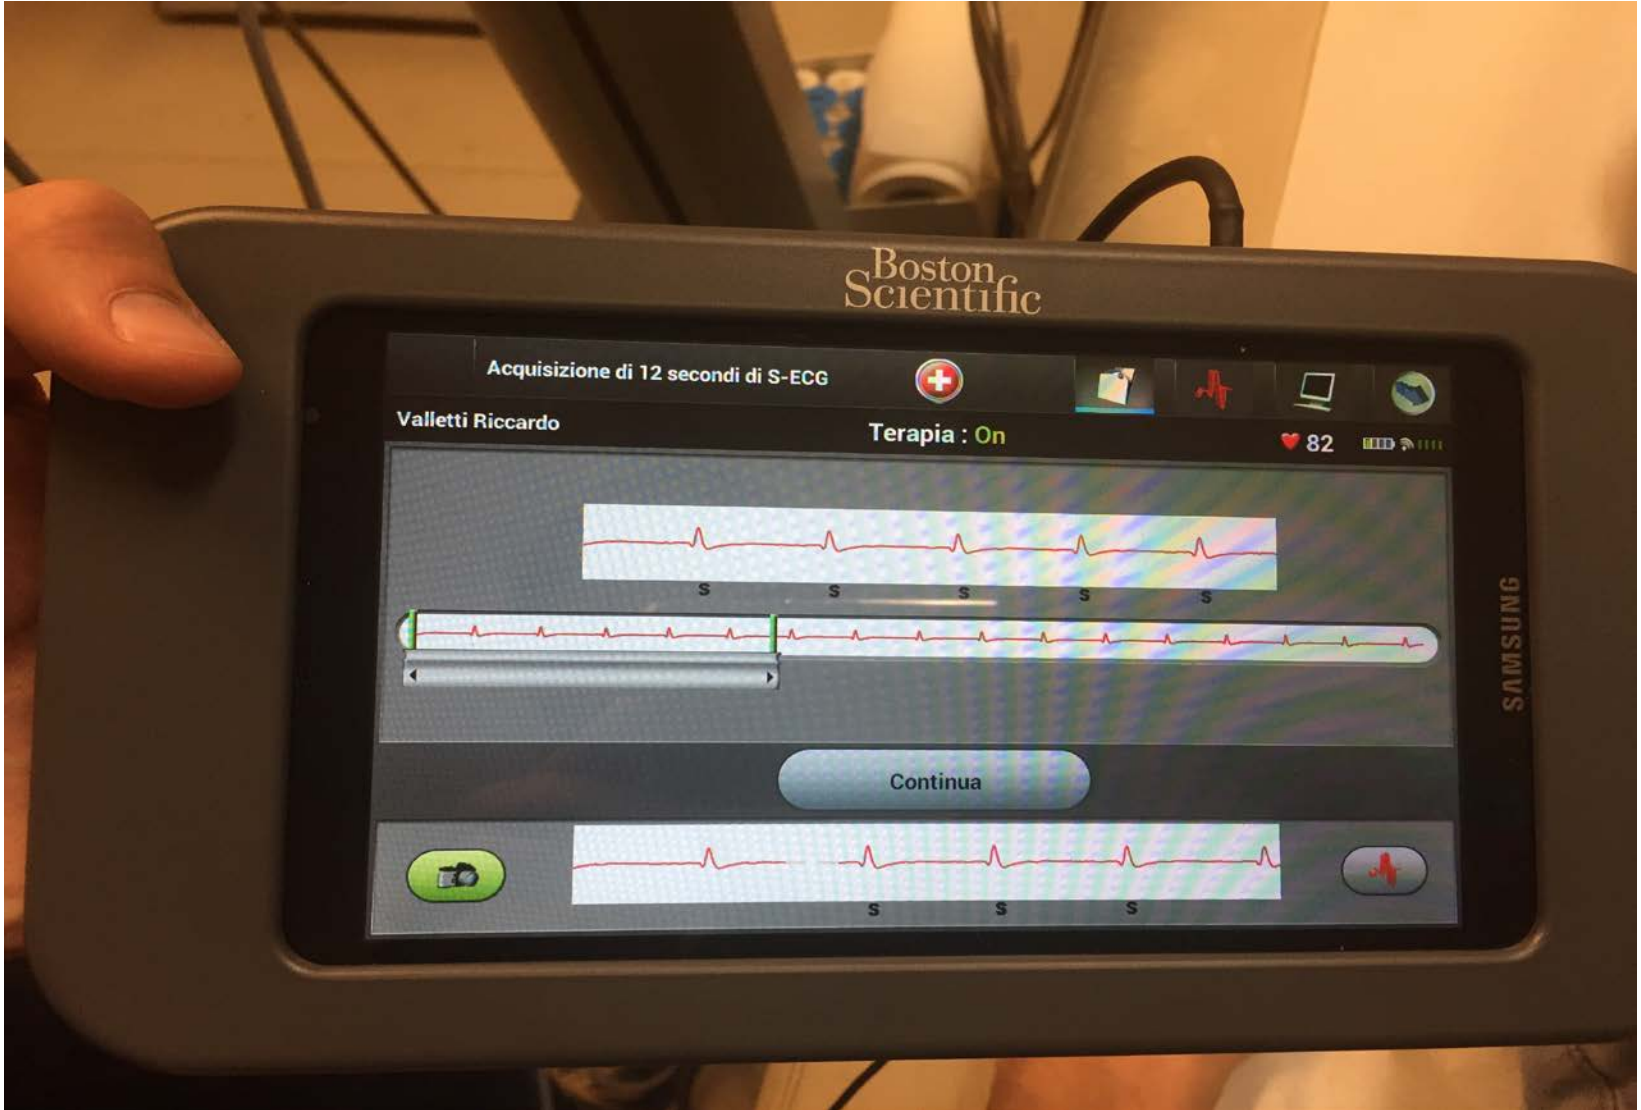 Boston
Scientific
Acquisizione di 12 secondi di S-ECG
Valletti Riccardo
Terapia : On
82
S S S S S
SAMSUNG
Continua
S S S